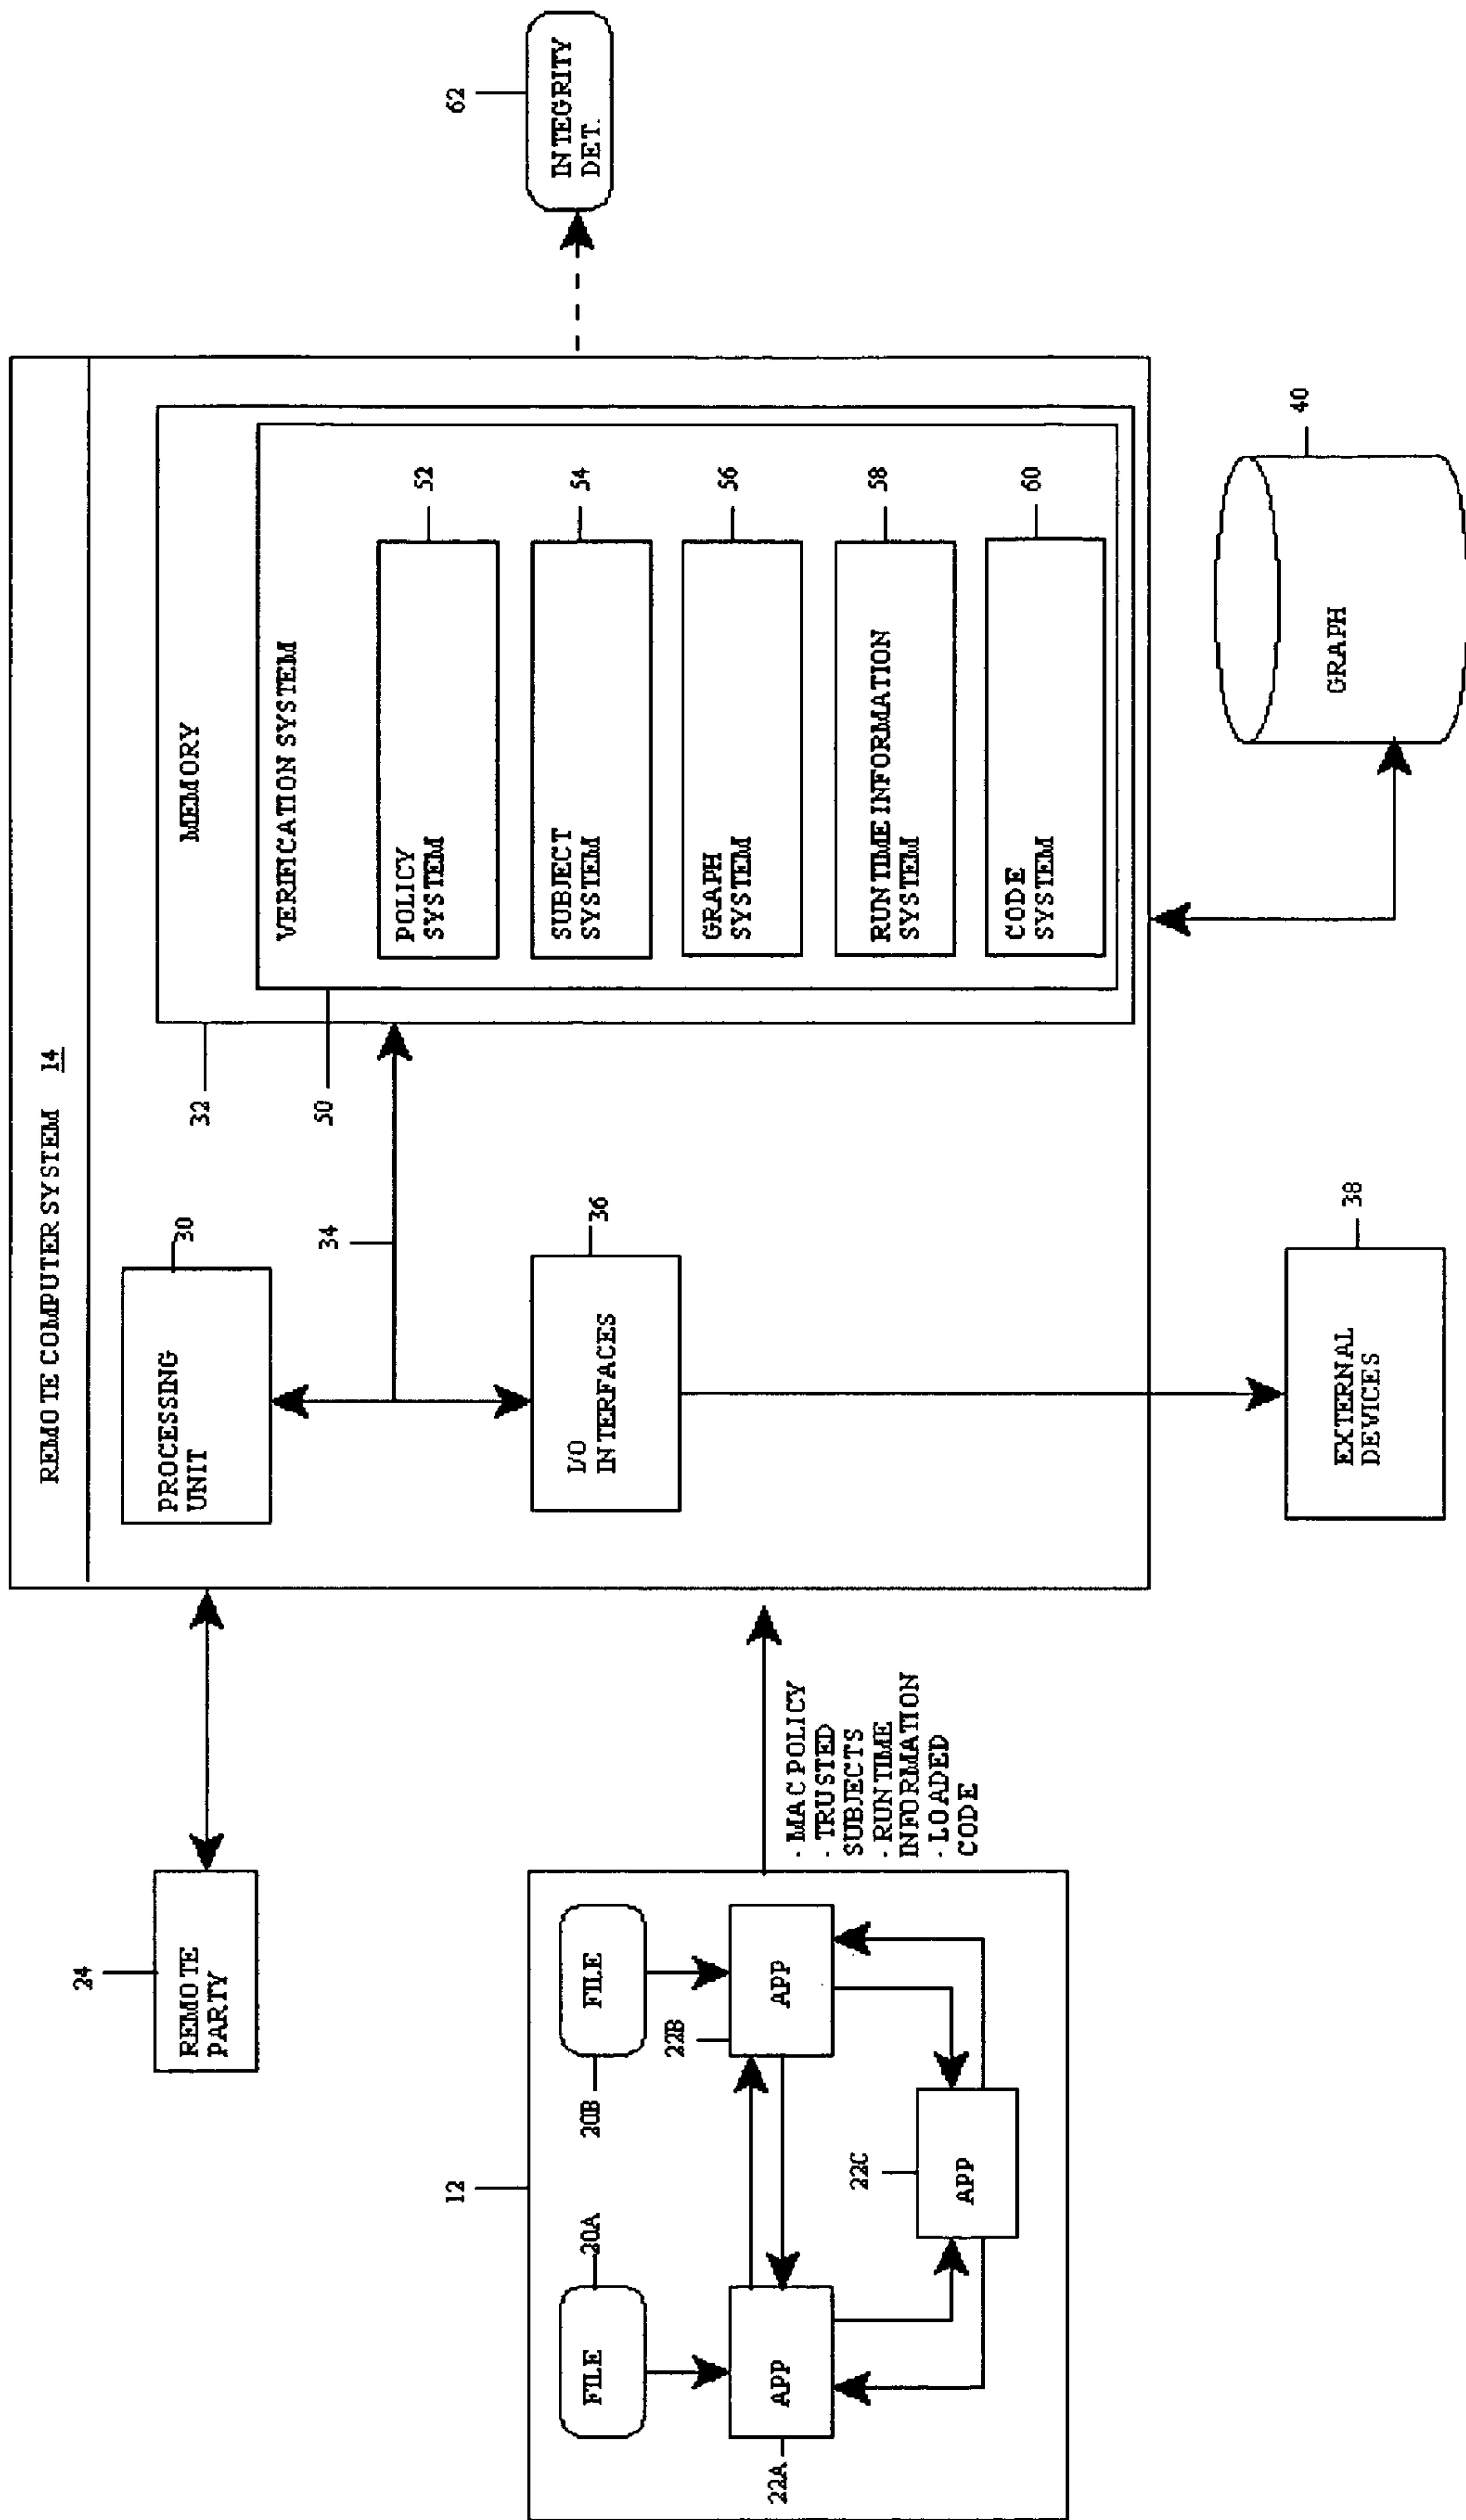 REMOTE COMPUTER SYSTEM 14
PROCESSING
UNIT
30
34
I/O
INTERFACES
36
32
MEMORY
50
VERIFICATION SYSTEM
POLICY
SYSTEM
52
SUBJECT
SYSTEM
54
GRAPH
SYSTEM
56
RUNTIME INFORMATION
SYSTEM
58
CODE
SYSTEM
60
62
INTEGRITY
DET.
24
REMOTE
PARTY
12
FILE
20A
FILE
20B
APP
22A
APP
22B
APP
22C
· MAC POLICY
· TRUSTED
SUBJECTS
· RUNTIME
INFORMATION
· LOADED
CODE
EXTERNAL
DEVICES
38
GRAPH
40